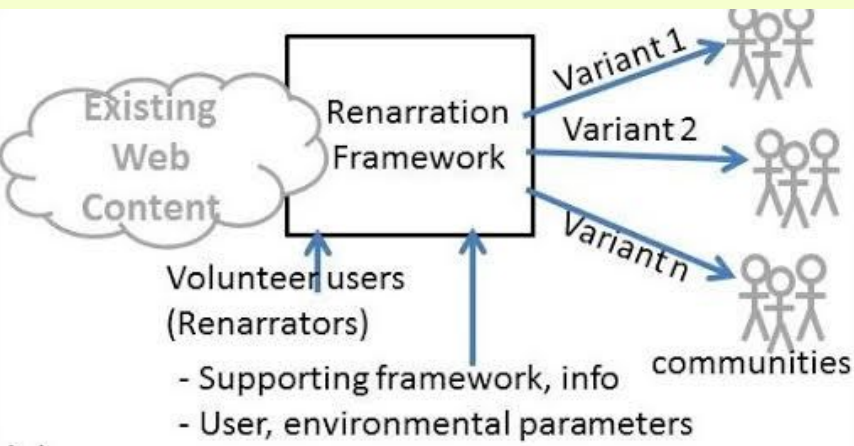 Existing
Web
Content
Renarration
Framework
Variant 1
Variant 2
Variant n
communities
Volunteer users
(Renarrators)
- Supporting framework, info
- User, environmental parameters